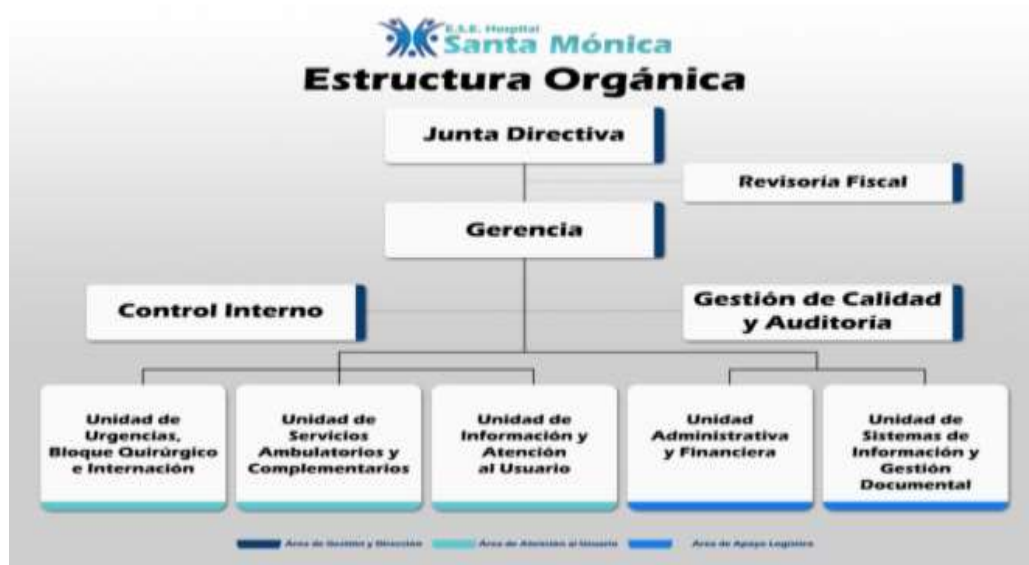 E.S.E. Hospital
Santa Mónica
Estructura Orgánica
Junta Directiva
Revisoría Fiscal
Gerencia
Control Interno
Gestión de Calidad
y Auditoría
Unidad de
Urgencias,
Bloque Quirúrgico
e Internación
Unidad de
Servicios
Ambulatorios y
Complementarios
Unidad de
Información y
Atención
al Usuario
Unidad
Administrativa
y Financiera
Unidad de
Sistemas de
Información y
Gestión
Documental
Área de Gestión y Dirección
Área de Atención al Usuario
Área de Apoyo Logístico